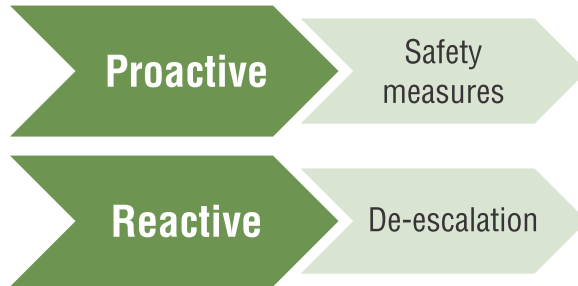 Proactive
Safety
measures
Reactive
De-escalation